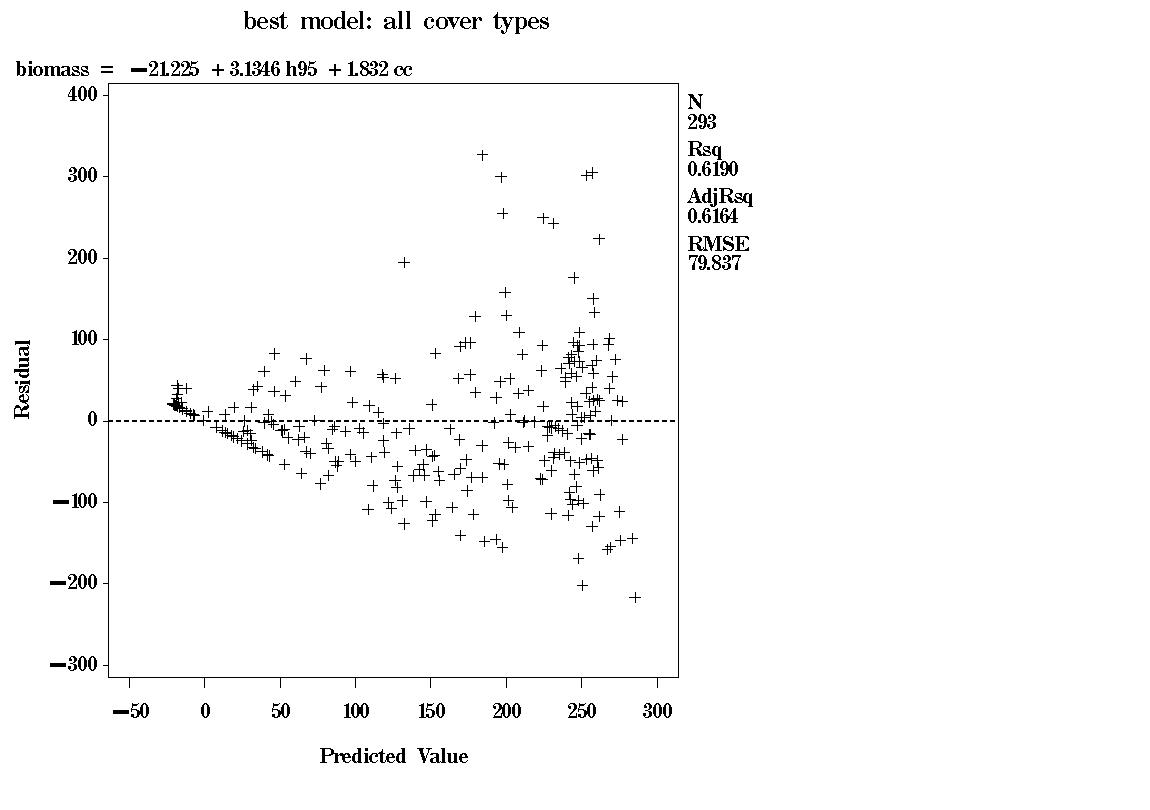 best model: all cover types
biomass = −21.225 + 3.1346 h95 + 1.832 cc
400
300
200
100
0
−100
−200
−300
Residual
−50 0 50 100 150 200 250 300
Predicted Value
N
293
Rsq
0.6190
AdjRsq
0.6164
RMSE
79.837